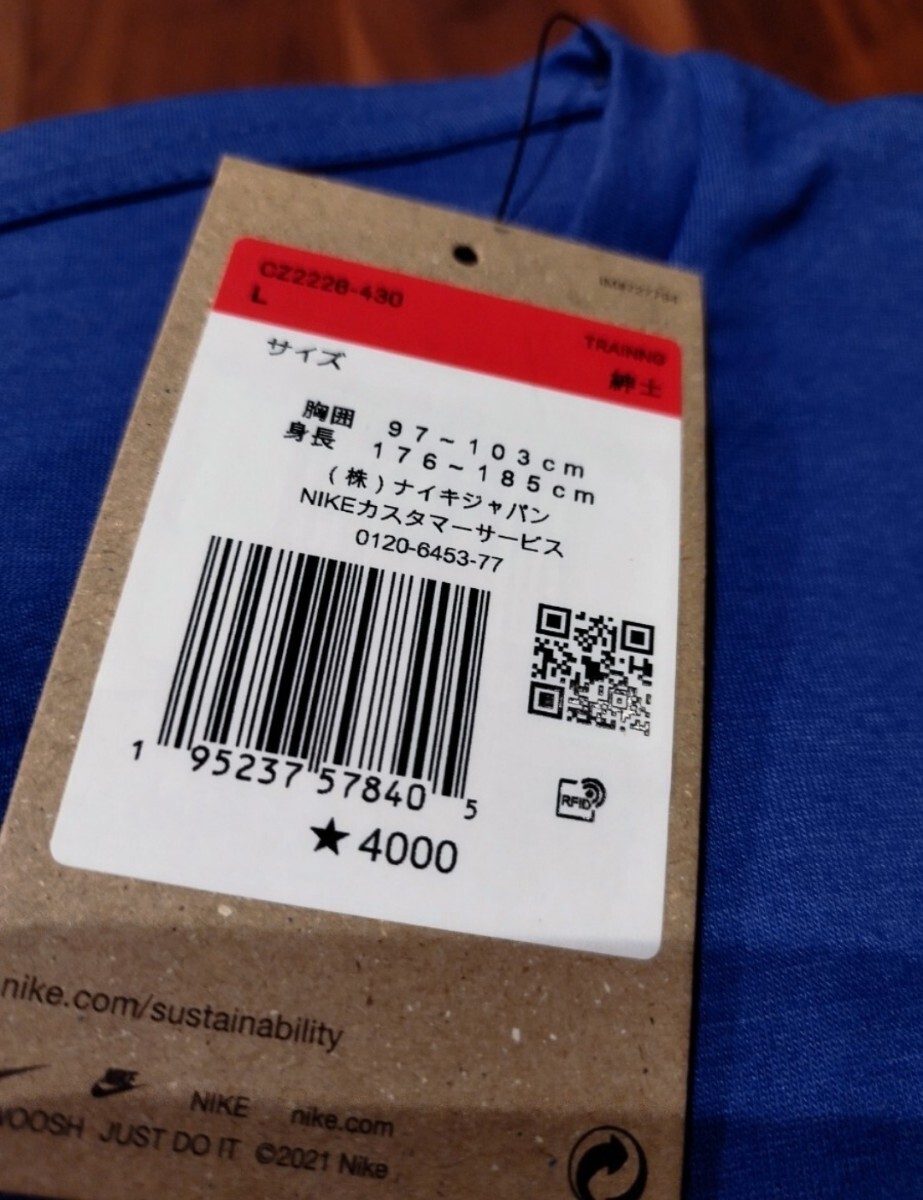 CZ2226-430
L
TRAINNG
紳士
サイズ
胸囲 97~103cm
身長 176~185cm
(株)ナイキジャパン
NIKEカスタマーサービス
0120-6453-77
1 95237 57840 5
RFID
★4000
nike.com/sustainability
NIKE nike.com
JUST DO IT ©2021 Nike